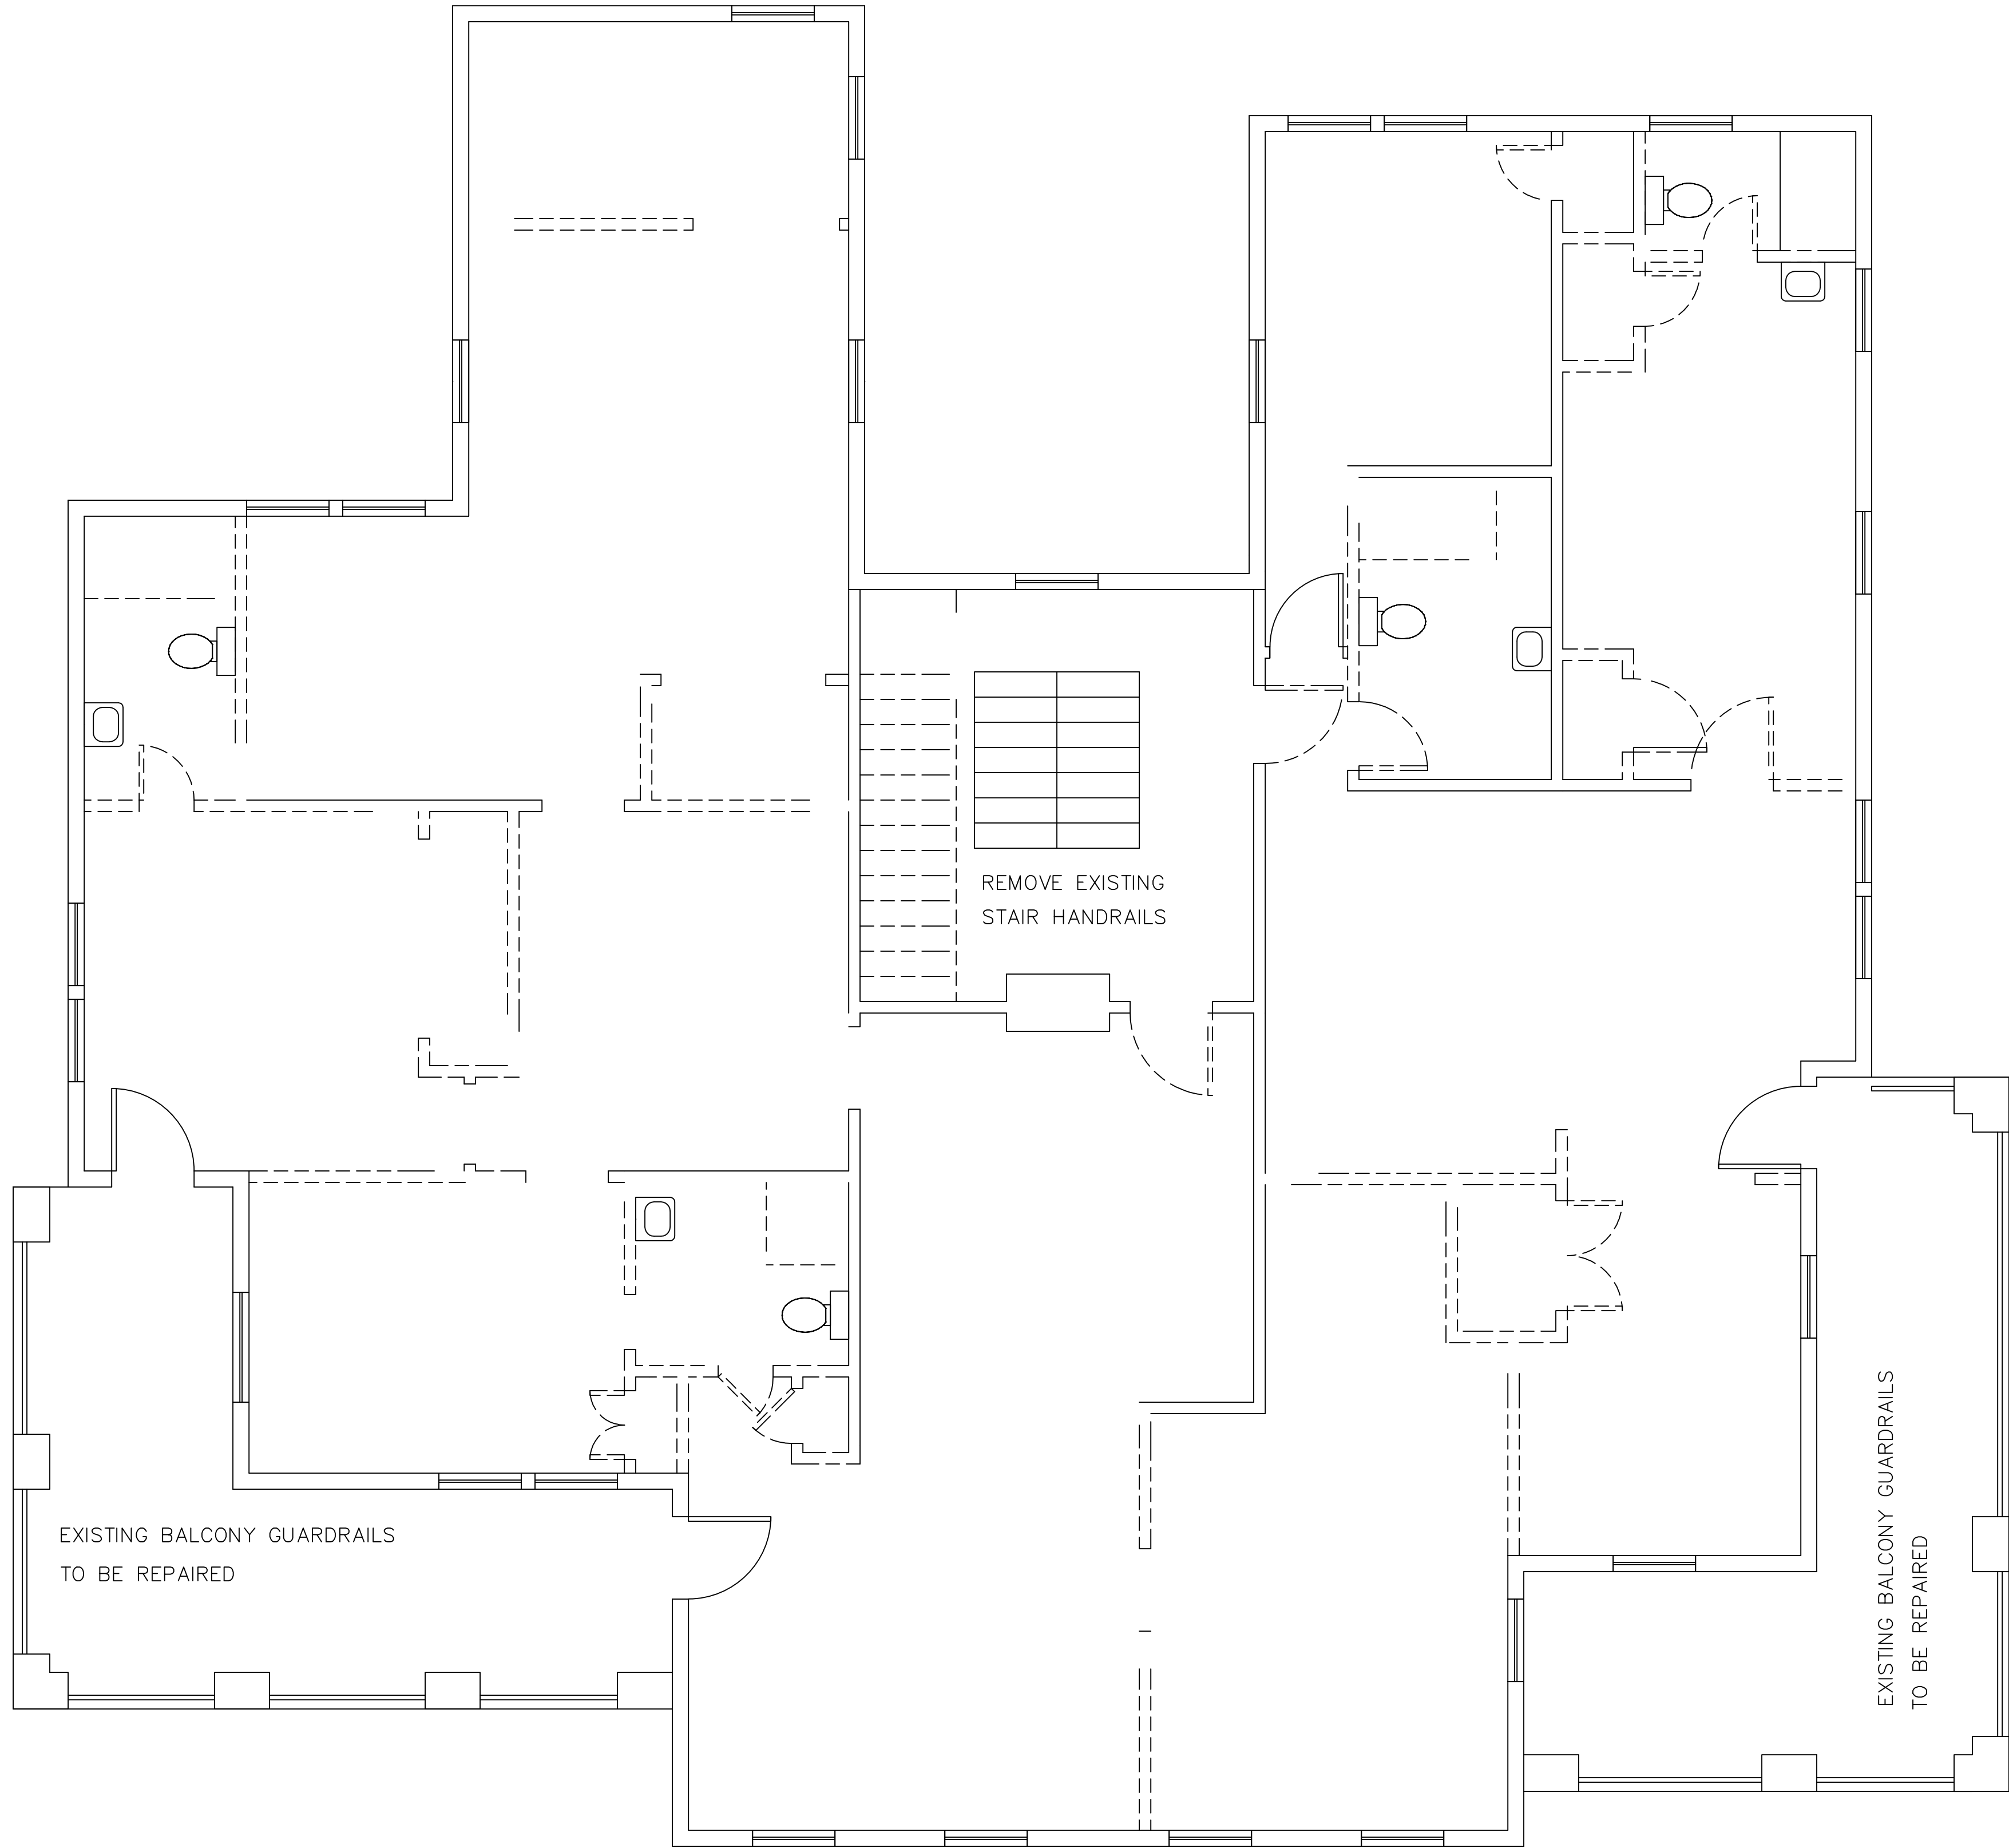 REMOVE EXISTING
STAIR HANDRAILS
EXISTING BALCONY GUARDRAILS
TO BE REPAIRED
EXISTING BALCONY GUARDRAILS
TO BE REPAIRED